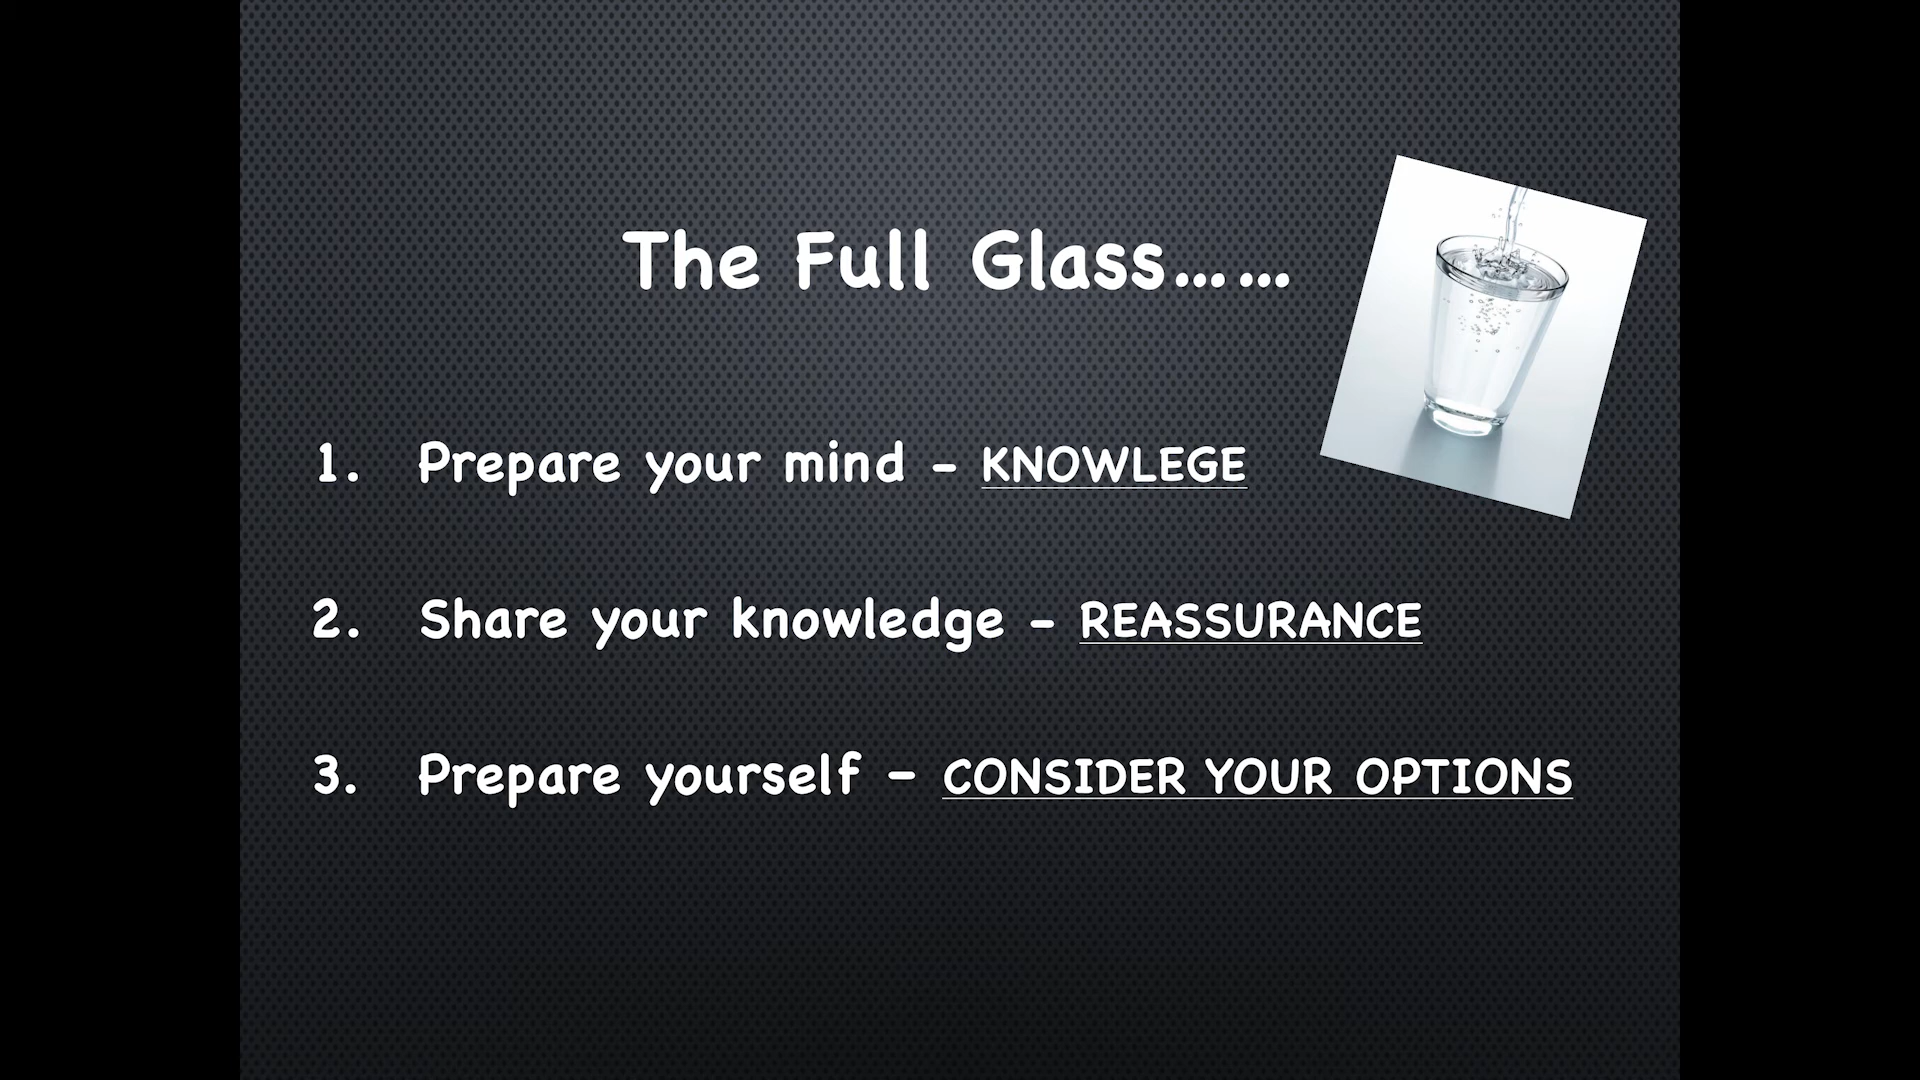 The Full Glass……
1. Prepare your mind – KNOWLEGE
2. Share your knowledge – REASSURANCE
3. Prepare yourself – CONSIDER YOUR OPTIONS